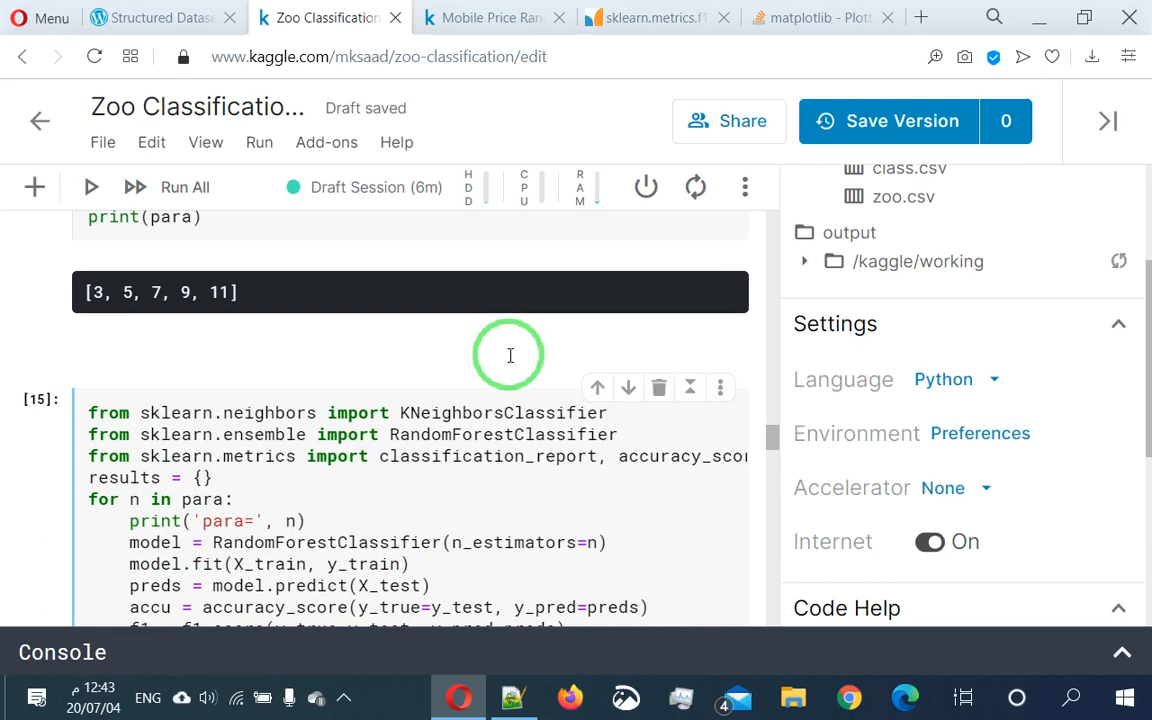 Menu
Structured Datas
Zoo Classification
Mobile Price Ran
sklearn.metrics.f1
matplotlib - Plott
www.kaggle.com/mksaad/zoo-classification/edit
Zoo Classificatio...
Draft saved
File
Edit
View
Run
Add-ons
Help
Share
Save Version
0
Run All
Draft Session (6m)
HDD
CPU
RAM
class.csv
zoo.csv
output
/kaggle/working
Settings
Language
Python
Environment
Preferences
Accelerator
None
Internet
On
Code Help
print(para)
[3, 5, 7, 9, 11]
[15]:
from sklearn.neighbors import KNeighborsClassifier
from sklearn.ensemble import RandomForestClassifier
from sklearn.metrics import classification_report, accuracy_scor
results = {}
for n in para:
print('para=', n)
model = RandomForestClassifier(n_estimators=n)
model.fit(X_train, y_train)
preds = model.predict(X_test)
accu = accuracy_score(y_true=y_test, y_pred=preds)
Console
12:43 م
20/07/04
ENG
4